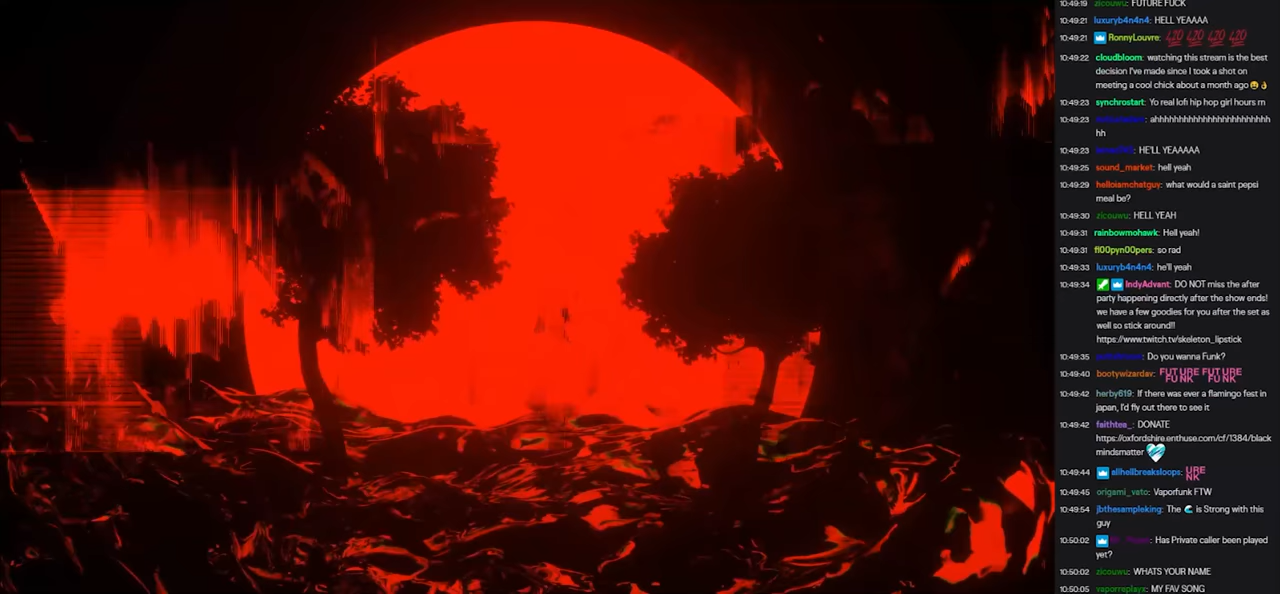 10:49:19 zicouwu: FUTURE FUCK
10:49:21 luxuryb4n4n4: HELL YEAAAA
10:49:21 RonnyLouvre: 420 420 420 420
10:49:22 cloudbloom: watching this stream is the best
decision I've made since I took a shot on
meeting a cool chick about a month ago
10:49:23 synchrostart: Yo real lofi hip hop girl hours rn
10:49:23 : ahhhhhhhhhhhhhhhhhhhhhhhh
hh
10:49:23 : HE'LL YEAAAAA
10:49:25 sound_market: hell yeah
10:49:29 helloiamchatguy: what would a saint pepsi
meal be?
10:49:30 zicouwu: HELL YEAH
10:49:31 rainbowmohawk: Hell yeah!
10:49:31 fl00pyn00pers: so rad
10:49:33 luxuryb4n4n4: he'll yeah
10:49:34 IndyAdvant: DO NOT miss the after
party happening directly after the show ends!
we have a few goodies for you after the set as
well so stick around!!
https://www.twitch.tv/skeleton_lipstick
10:49:35 : Do you wanna Funk?
10:49:40 bootywizardav: FUTURE FUNK FUTURE FUNK
10:49:42 herby619: If there was ever a flamingo fest in
japan, I'd fly out there to see it
10:49:42 faithtea_: DONATE
https://oxfordshire.enthuse.com/cf/1384/black
mindsmatter
10:49:44 allhellbreaksloops: URE NK
10:49:45 origami_vato: Vaporfunk FTW
10:49:54 jbthesampleking: The is Strong with this
guy
10:50:02 : Has Private caller been played
yet?
10:50:02 zicouwu: WHATS YOUR NAME
10:50:05 vaporreplayx: MY FAV SONG